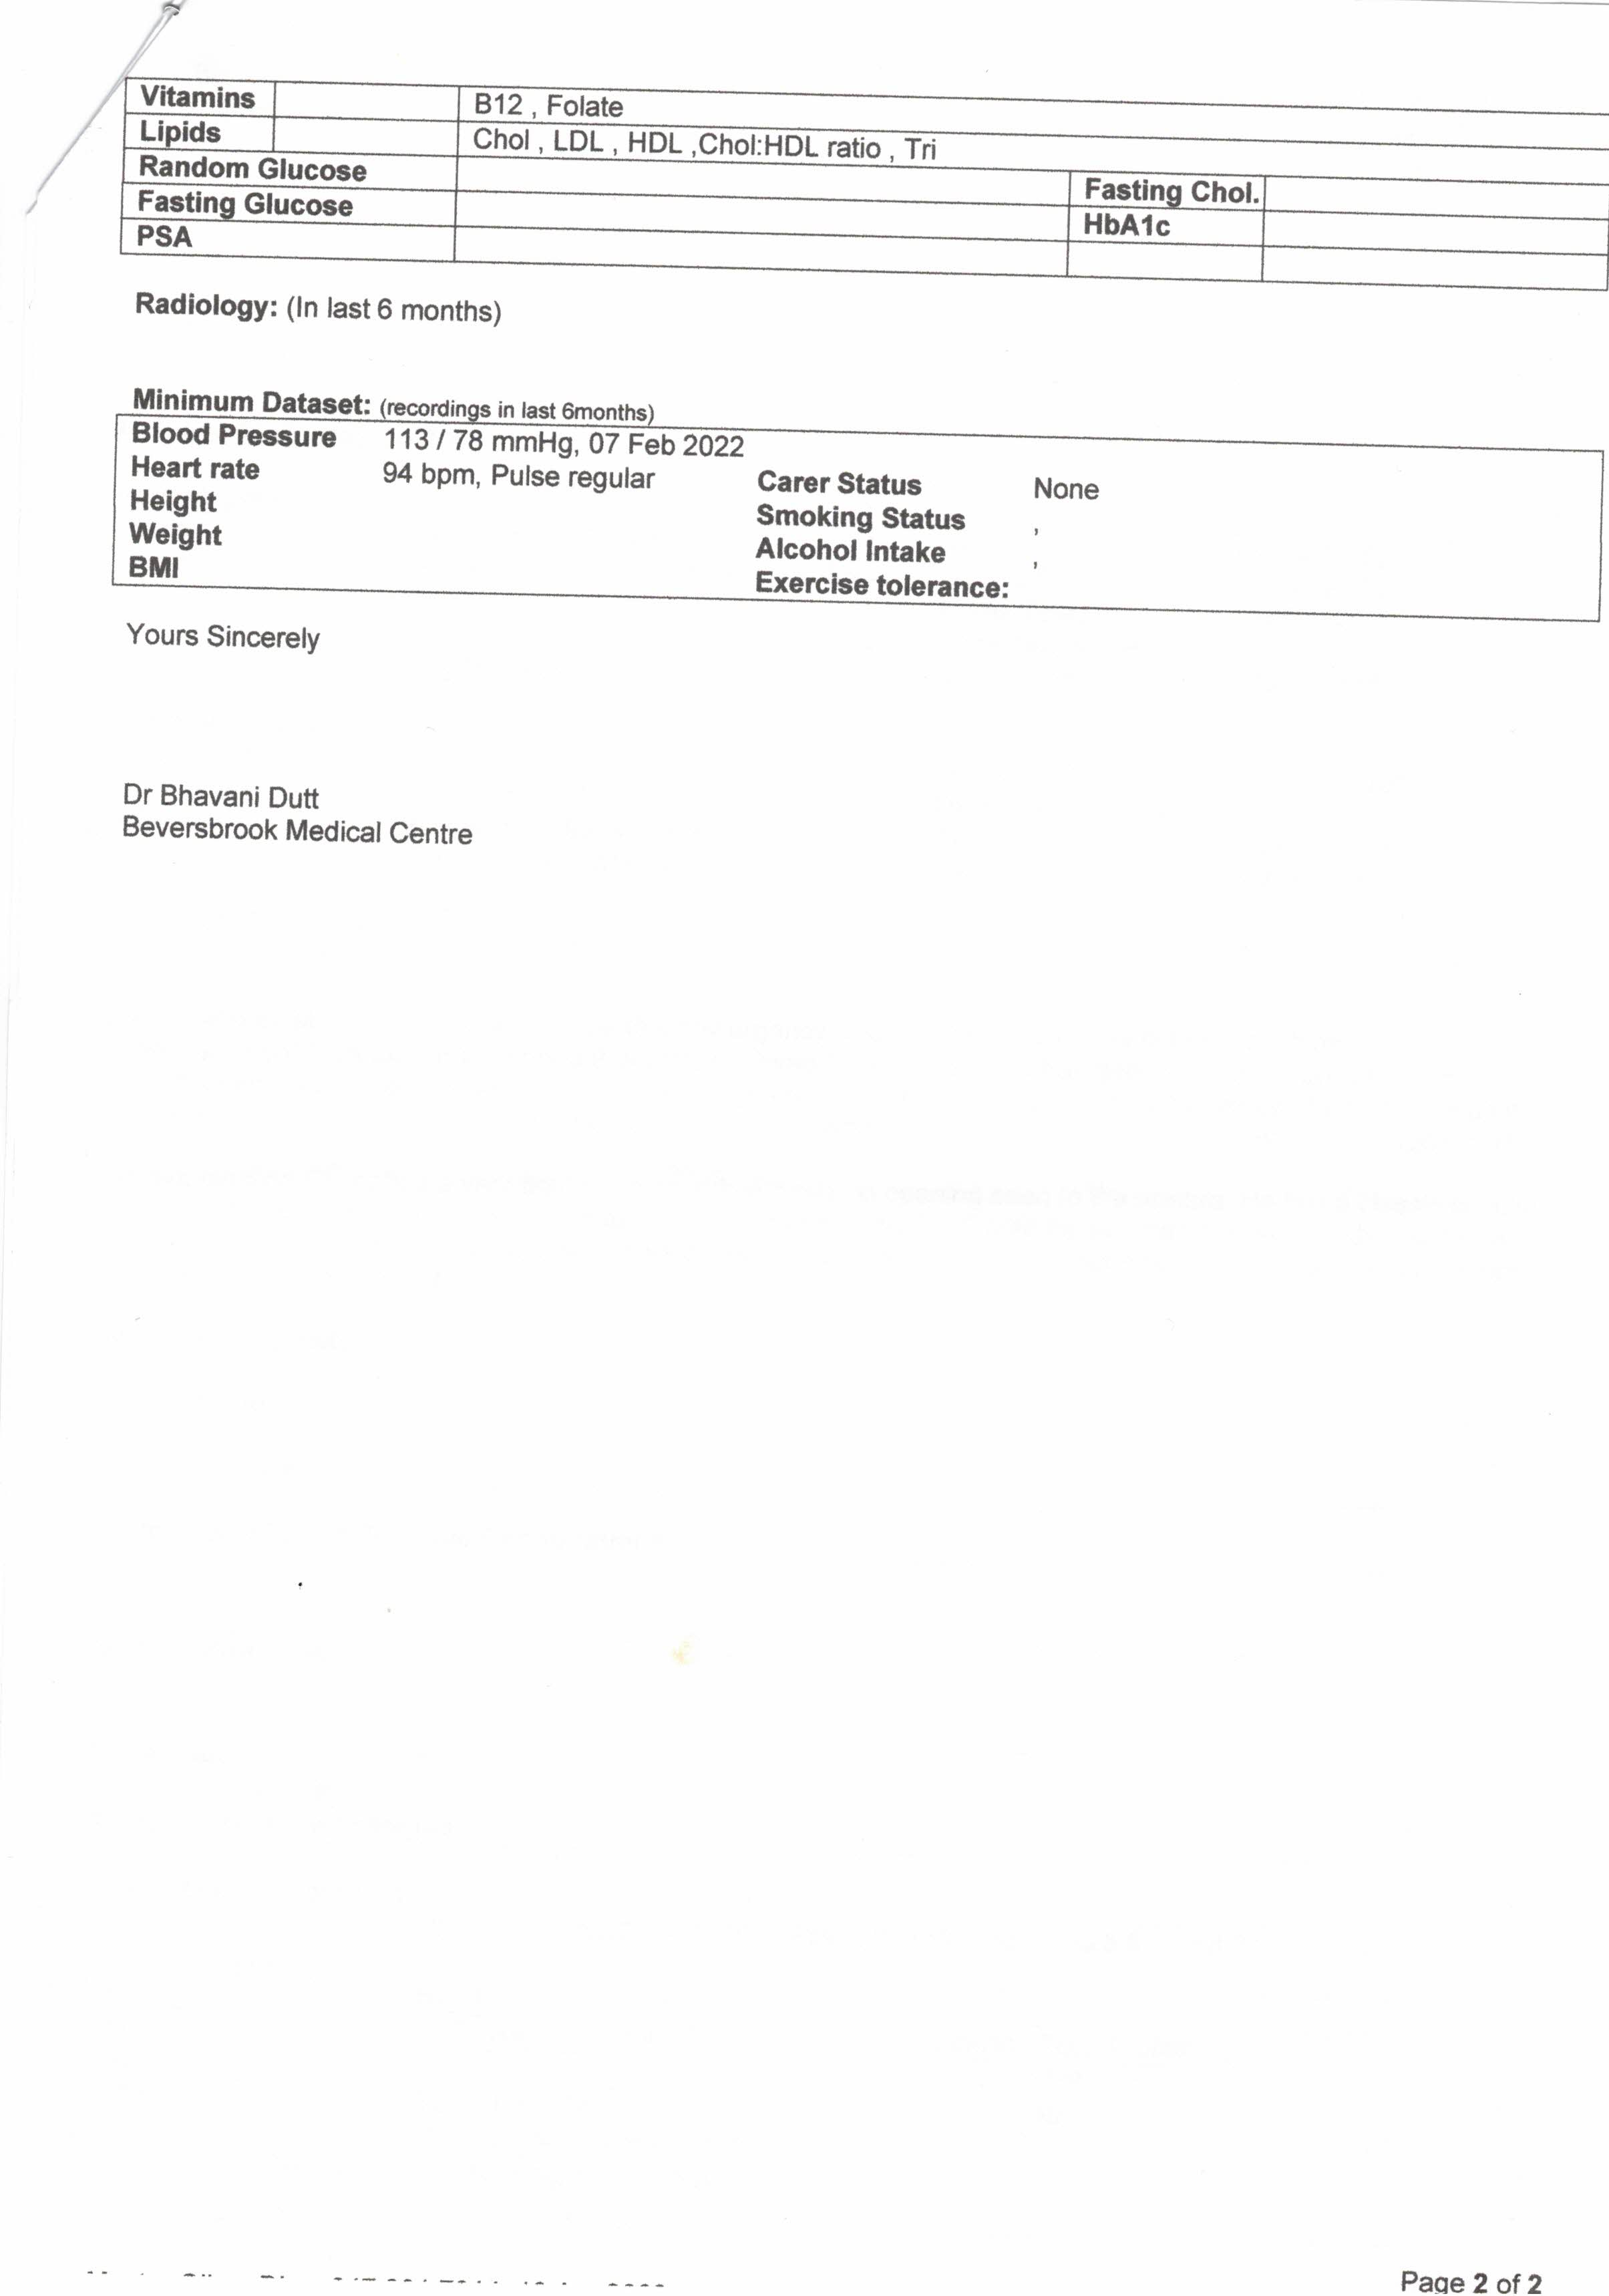 Vitamins B12 , Folate
Lipids Chol , LDL , HDL ,Chol:HDL ratio , Tri
Random Glucose Fasting Chol.
Fasting Glucose HbA1c
PSA
Radiology: (In last 6 months)
Minimum Dataset: (recordings in last 6months)
Blood Pressure 113 / 78 mmHg, 07 Feb 2022
Heart rate 94 bpm, Pulse regular Carer Status None
Height Smoking Status ,
Weight Alcohol Intake ,
BMI Exercise tolerance:
Yours Sincerely
Dr Bhavani Dutt
Beversbrook Medical Centre
Page 2 of 2